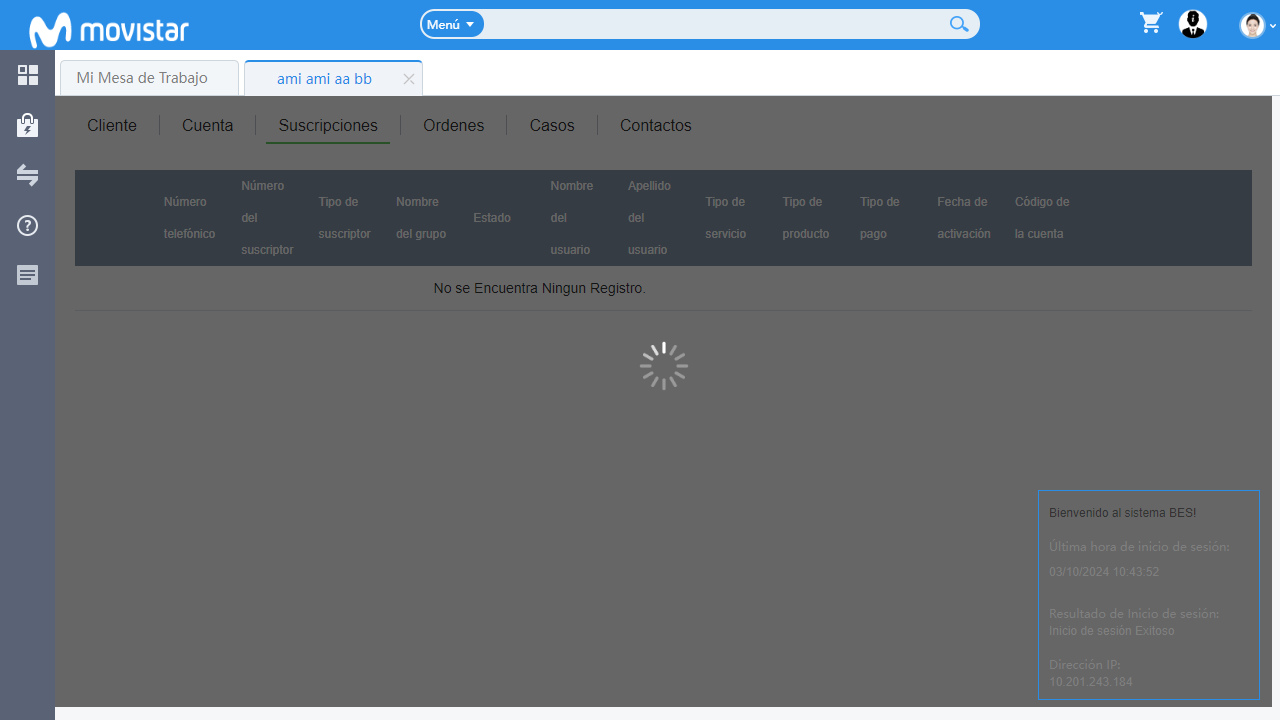 movistar
Menú
Mi Mesa de Trabajo
ami ami aa bb
Cliente
Cuenta
Suscripciones
Ordenes
Casos
Contactos
Número
telefónico
Número
del
suscriptor
Tipo de
suscriptor
Nombre
del grupo
Estado
Nombre
del
usuario
Apellido
del
usuario
Tipo de
servicio
Tipo de
producto
Tipo de
pago
Fecha de
activación
Código de
la cuenta
No se Encuentra Ningun Registro.
Bienvenido al sistema BES!
Última hora de inicio de sesión:
03/10/2024 10:43:52
Resultado de Inicio de sesión:
Inicio de sesión Exitoso
Dirección IP:
10.201.243.184